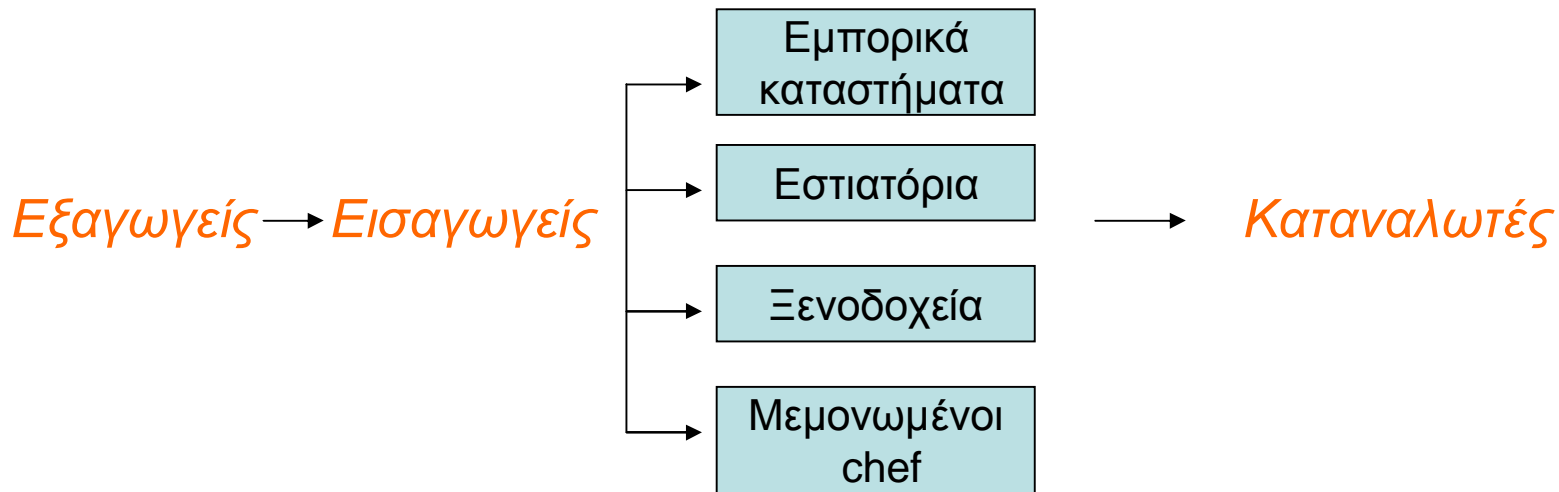 Εξαγωγείς
Εισαγωγείς
Εμπορικά
καταστήματα
Εστιατόρια
Ξενοδοχεία
Μεμονωμένοι
chef
Καταναλωτές